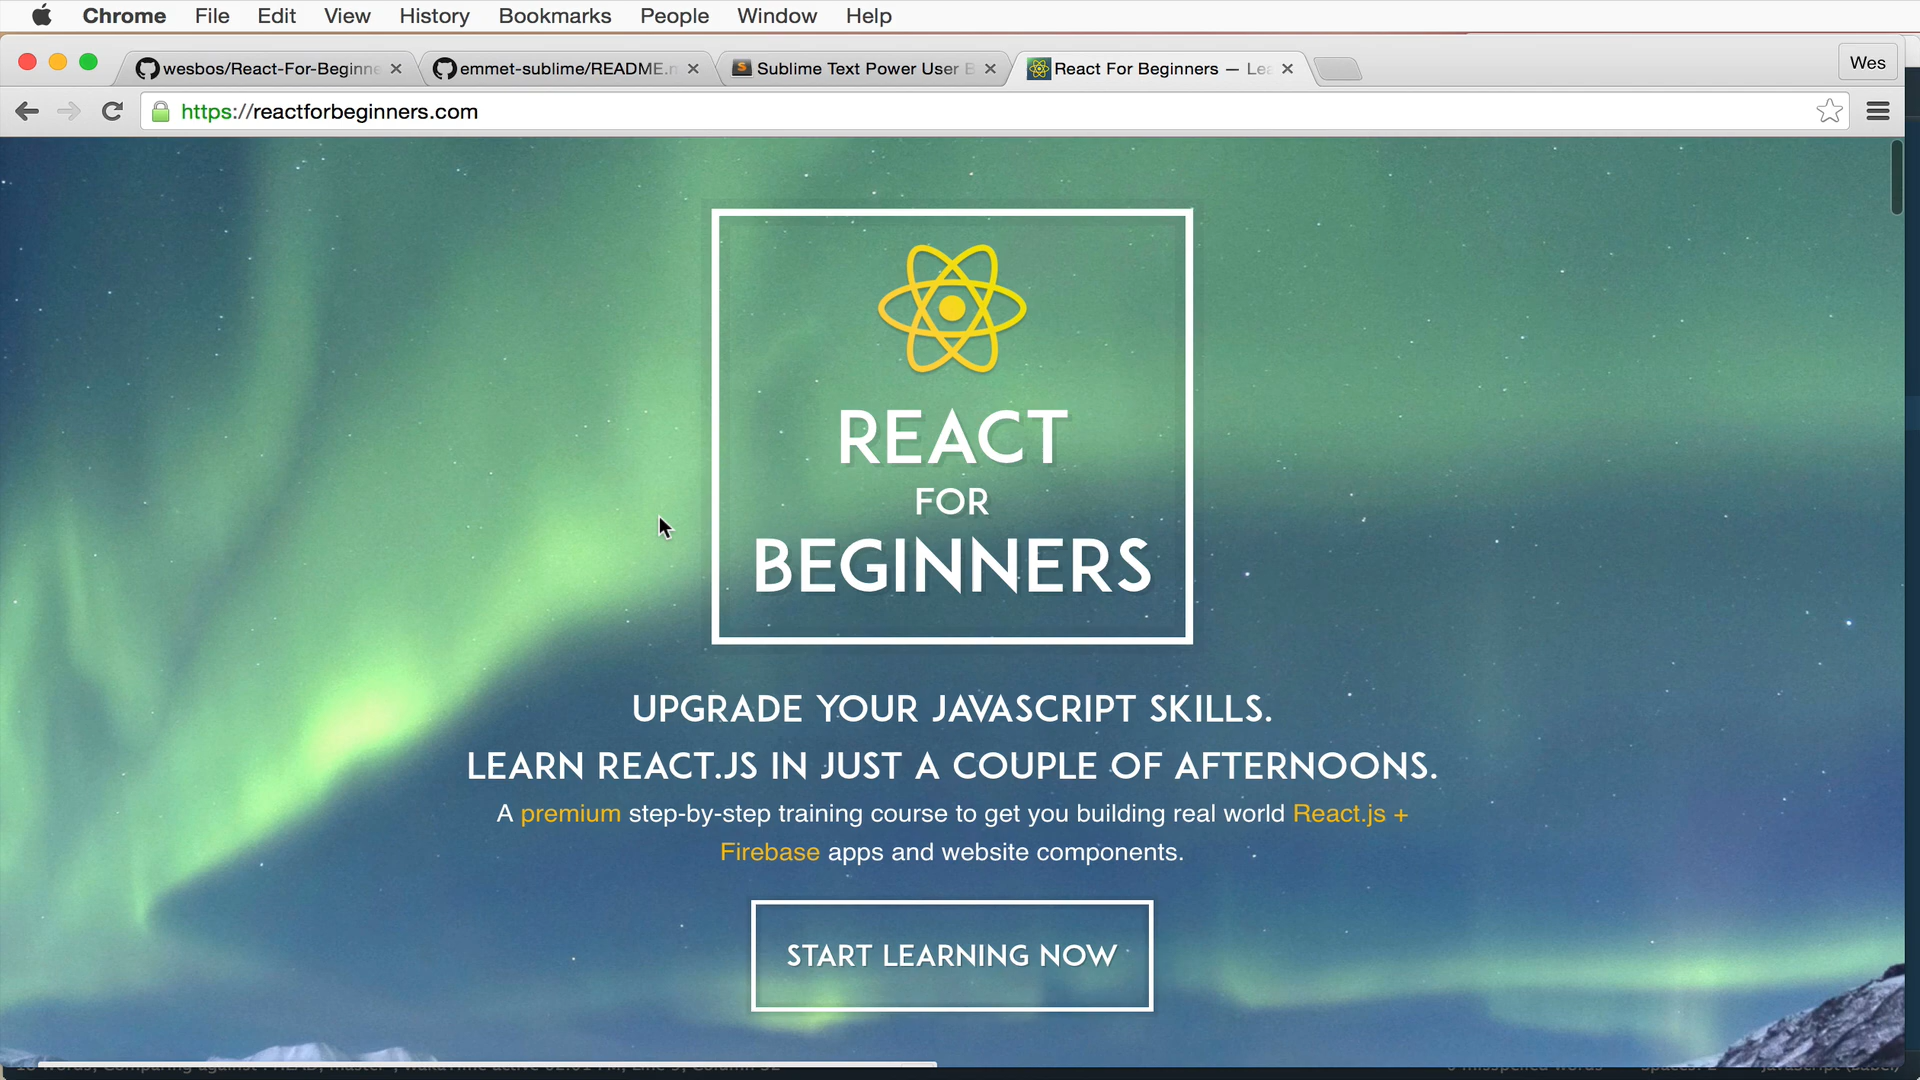 Chrome File Edit View History Bookmarks People Window Help
wesbos/React-For-Beginne emmet-sublime/README.m Sublime Text Power User B React For Beginners — Lea Wes
https://reactforbeginners.com
REACT
FOR
BEGINNERS
UPGRADE YOUR JAVASCRIPT SKILLS.
LEARN REACT.JS IN JUST A COUPLE OF AFTERNOONS.
A premium step-by-step training course to get you building real world React.js +
Firebase apps and website components.
START LEARNING NOW